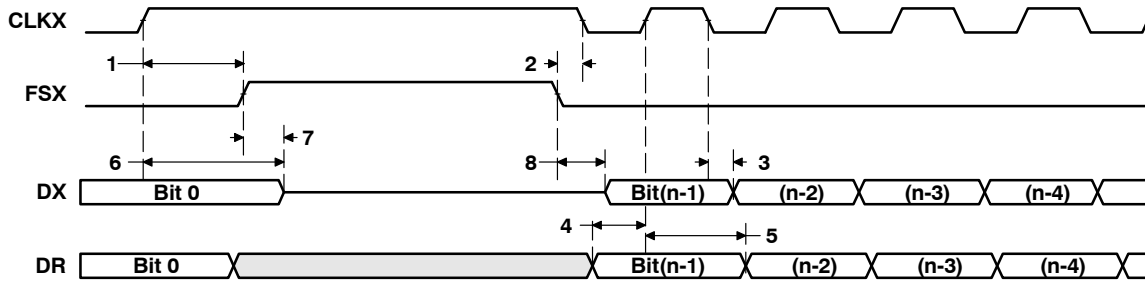 CLKX
1
2
FSX
7
6
8
3
DX Bit 0 Bit(n-1) (n-2) (n-3) (n-4)
4
5
DR Bit 0 Bit(n-1) (n-2) (n-3) (n-4)